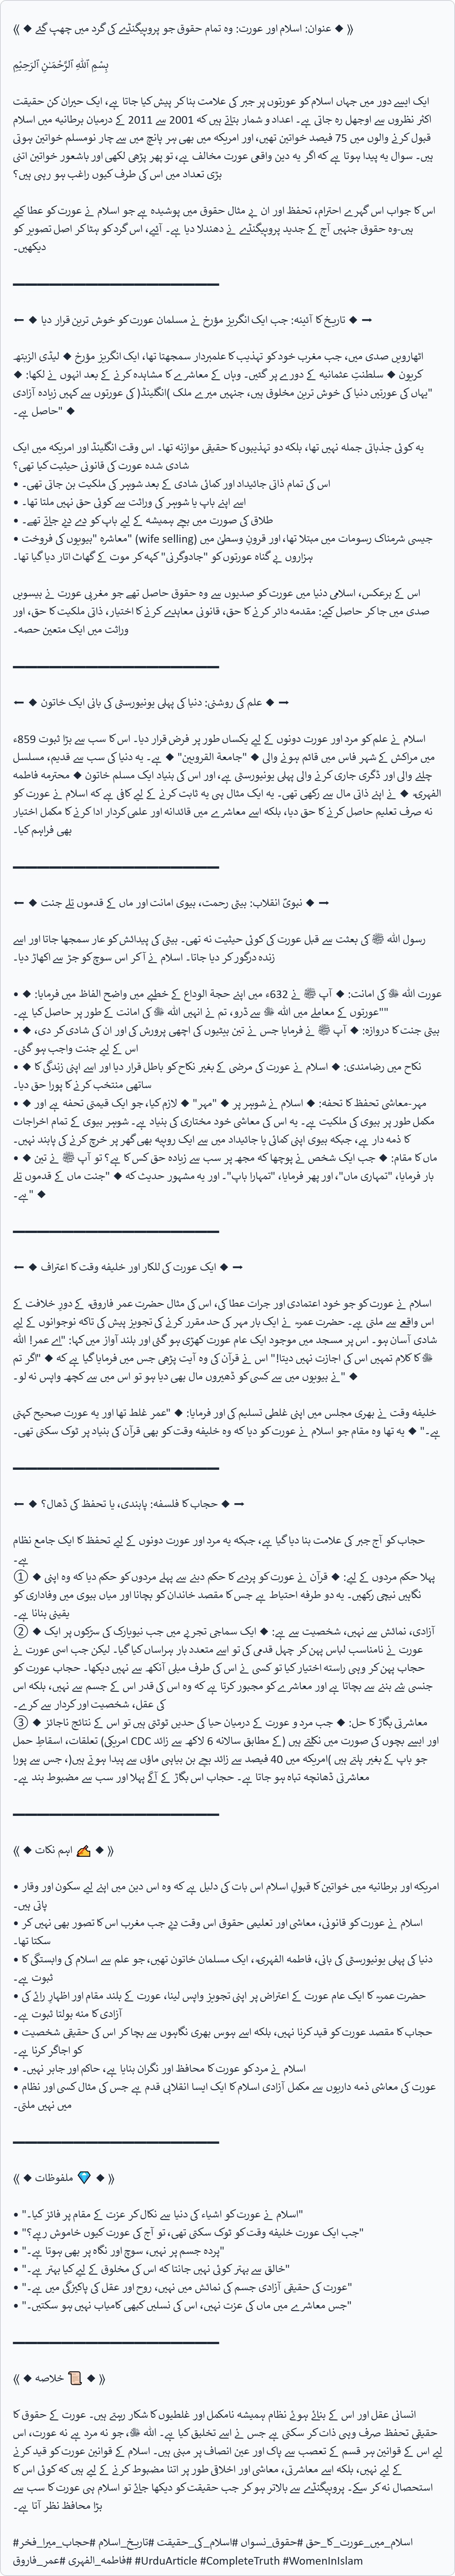 ⟪ ◆ عنوان: اسلام اور عورت: وہ تمام حقوق جو پروپیگنڈے کی گرد میں چھپ گئے ◆ ⟫
بِسْمِ اللّٰهِ الرَّحْمٰنِ الرَّحِيْمِ
ایک ایسے دور میں جہاں اسلام کو عورتوں پر جبر کی علامت بنا کر پیش کیا جاتا ہے، ایک حیران کن حقیقت
اکثر نظروں سے اوجھل رہ جاتی ہے۔ اعداد و شمار بتاتے ہیں کہ 2001 سے 2011 کے درمیان برطانیہ میں اسلام
قبول کرنے والوں میں 75 فیصد خواتین تھیں، اور امریکہ میں بھی ہر پانچ میں سے چار نومسلم خواتین ہوتی
ہیں۔ سوال یہ پیدا ہوتا ہے کہ اگر یہ دین واقعی عورت مخالف ہے، تو پھر پڑھی لکھی اور باشعور خواتین اتنی
بڑی تعداد میں اس کی طرف کیوں راغب ہو رہی ہیں؟
اس کا جواب اس گہرے احترام، تحفظ اور ان بے مثال حقوق میں پوشیدہ ہے جو اسلام نے عورت کو عطا کیے
ہیں-وہ حقوق جنہیں آج کے جدید پروپیگنڈے نے دھندلا دیا ہے۔ آئیے، اس گرد کو ہٹا کر اصل تصویر کو
دیکھیں۔
← ◆ تاریخ کا آئینہ: جب ایک انگریز مؤرخ نے مسلمان عورت کو خوش ترین قرار دیا ◆ →
اٹھارویں صدی میں، جب مغرب خود کو تہذیب کا علمبردار سمجھتا تھا، ایک انگریز مؤرخ ◆ لیڈی الزبتھ
کریون ◆ سلطنتِ عثمانیہ کے دورے پر گئیں۔ وہاں کے معاشرے کا مشاہدہ کرنے کے بعد انہوں نے لکھا: ◆
"یہاں کی عورتیں دنیا کی خوش ترین مخلوق ہیں، جنہیں میرے ملک )انگلینڈ( کی عورتوں سے کہیں زیادہ آزادی
حاصل ہے۔" ◆
یہ کوئی جذباتی جملہ نہیں تھا، بلکہ دو تہذیبوں کا حقیقی موازنہ تھا۔ اس وقت انگلینڈ اور امریکہ میں ایک
شادی شدہ عورت کی قانونی حیثیت کیا تھی؟
• اس کی تمام ذاتی جائیداد اور کمائی شادی کے بعد شوہر کی ملکیت بن جاتی تھی۔
• اسے اپنے باپ یا شوہر کی وراثت سے کوئی حق نہیں ملتا تھا۔
• طلاق کی صورت میں بچے ہمیشہ کے لیے باپ کو دے دیے جاتے تھے۔
• معاشرہ "بیویوں کی فروخت" (wife selling) جیسی شرمناک رسومات میں مبتلا تھا، اور قرونِ وسطیٰ میں
ہزاروں بے گناہ عورتوں کو "جادوگرنی" کہہ کر موت کے گھاٹ اتار دیا گیا تھا۔
اس کے برعکس، اسلامی دنیا میں عورت کو صدیوں سے وہ حقوق حاصل تھے جو مغربی عورت نے بیسویں
صدی میں جا کر حاصل کیے: مقدمہ دائر کرنے کا حق، قانونی معاہدے کرنے کا اختیار، ذاتی ملکیت کا حق، اور
وراثت میں ایک متعین حصہ۔
← ◆ علم کی روشنی: دنیا کی پہلی یونیورسٹی کی بانی ایک خاتون ◆ →
اسلام نے علم کو مرد اور عورت دونوں کے لیے یکساں طور پر فرض قرار دیا۔ اس کا سب سے بڑا ثبوت 859ء
میں مراکش کے شہر فاس میں قائم ہونے والی ◆ "جامعة القرويين" ◆ ہے۔ یہ دنیا کی سب سے قدیم، مسلسل
چلنے والی اور ڈگری جاری کرنے والی پہلی یونیورسٹی ہے، اور اس کی بنیاد ایک مسلم خاتون ◆ محترمہ فاطمہ
الفہریہ ◆ نے اپنے ذاتی مال سے رکھی تھی۔ یہ ایک مثال ہی یہ ثابت کرنے کے لیے کافی ہے کہ اسلام نے عورت کو
نہ صرف تعلیم حاصل کرنے کا حق دیا، بلکہ اسے معاشرے میں قائدانہ اور علمی کردار ادا کرنے کا مکمل اختیار
بھی فراہم کیا۔
← ◆ نبویؐ انقلاب: بیٹی رحمت، بیوی امانت اور ماں کے قدموں تلے جنت ◆ →
رسول اللہ ﷺ کی بعثت سے قبل عورت کی کوئی حیثیت نہ تھی۔ بیٹی کی پیدائش کو عار سمجھا جاتا اور اسے
زندہ درگور کر دیا جاتا۔ اسلام نے آ کر اس سوچ کو جڑ سے اکھاڑ دیا۔
• ◆ عورت اللہ ﷻ کی امانت: ◆ آپ ﷺ نے 632ء میں اپنے حجة الوداع کے خطبے میں واضح الفاظ میں فرمایا:
"عورتوں کے معاملے میں اللہ ﷻ سے ڈرو، تم نے انہیں اللہ ﷻ کی امانت کے طور پر حاصل کیا ہے۔"
• ◆ بیٹی جنت کا دروازہ: ◆ آپ ﷺ نے فرمایا جس نے تین بیٹیوں کی اچھی پرورش کی اور ان کی شادی کر دی،
اس کے لیے جنت واجب ہو گئی۔
• ◆ نکاح میں رضامندی: ◆ اسلام نے عورت کی مرضی کے بغیر نکاح کو باطل قرار دیا اور اسے اپنی زندگی کا
ساتھی منتخب کرنے کا پورا حق دیا۔
• ◆ مہر-معاشی تحفظ کا تحفہ: ◆ اسلام نے شوہر پر ◆ "مہر" ◆ لازم کیا، جو ایک قیمتی تحفہ ہے اور
مکمل طور پر بیوی کی ملکیت ہے۔ یہ اس کی معاشی خود مختاری کی بنیاد ہے۔ شوہر بیوی کے تمام اخراجات
کا ذمہ دار ہے، جبکہ بیوی اپنی کمائی یا جائیداد میں سے ایک روپیہ بھی گھر پر خرچ کرنے کی پابند نہیں۔
• ◆ ماں کا مقام: ◆ جب ایک شخص نے پوچھا کہ مجھ پر سب سے زیادہ حق کس کا ہے؟ تو آپ ﷺ نے تین
بار فرمایا، "تمہاری ماں"، اور پھر فرمایا، "تمہارا باپ"۔ اور یہ مشہور حدیث کہ ◆ "جنت ماں کے قدموں تلے
ہے۔" ◆
← ◆ ایک عورت کی للکار اور خلیفہ وقت کا اعتراف ◆ →
اسلام نے عورت کو جو خود اعتمادی اور جرات عطا کی، اس کی مثال حضرت عمر فاروقؓ کے دورِ خلافت کے
اس واقعے سے ملتی ہے۔ حضرت عمرؓ نے ایک بار مہر کی حد مقرر کرنے کی تجویز پیش کی تاکہ نوجوانوں کے لیے
شادی آسان ہو۔ اس پر مسجد میں موجود ایک عام عورت کھڑی ہو گئی اور بلند آواز میں کہا: "اے عمر! اللہ
ﷻ کا کلام تمہیں اس کی اجازت نہیں دیتا!" اس نے قرآن کی وہ آیت پڑھی جس میں فرمایا گیا ہے کہ ◆ "اگر تم
نے بیویوں میں سے کسی کو ڈھیروں مال بھی دیا ہو تو اس میں سے کچھ واپس نہ لو۔" ◆
خلیفہ وقت نے بھری مجلس میں اپنی غلطی تسلیم کی اور فرمایا: ◆ "عمر غلط تھا اور یہ عورت صحیح کہتی
ہے۔" ◆ یہ تھا وہ مقام جو اسلام نے عورت کو دیا کہ وہ خلیفہ وقت کو بھی قرآن کی بنیاد پر ٹوک سکتی تھی۔
← ◆ حجاب کا فلسفہ: پابندی، یا تحفظ کی ڈھال؟ ◆ →
حجاب کو آج جبر کی علامت بنا دیا گیا ہے، جبکہ یہ مرد اور عورت دونوں کے لیے تحفظ کا ایک جامع نظام
ہے۔
① ◆ پہلا حکم مردوں کے لیے: ◆ قرآن نے عورت کو پردے کا حکم دینے سے پہلے مردوں کو حکم دیا کہ وہ اپنی
نگاہیں نیچی رکھیں۔ یہ دو طرفہ احتیاط ہے جس کا مقصد خاندان کو بچانا اور میاں بیوی میں وفاداری کو
یقینی بنانا ہے۔
② ◆ آزادی، نمائش سے نہیں، شخصیت سے ہے: ◆ ایک سماجی تجربے میں جب نیویارک کی سڑکوں پر ایک
عورت نے نامناسب لباس پہن کر چہل قدمی کی تو اسے متعدد بار ہراساں کیا گیا۔ لیکن جب اسی عورت نے
حجاب پہن کر وہی راستہ اختیار کیا تو کسی نے اس کی طرف میلی آنکھ سے نہیں دیکھا۔ حجاب عورت کو
جنسی شے بننے سے بچاتا ہے اور معاشرے کو مجبور کرتا ہے کہ وہ اس کی قدر اس کے جسم سے نہیں، بلکہ اس
کی عقل، شخصیت اور کردار سے کرے۔
③ ◆ معاشرتی بگاڑ کا حل: ◆ جب مرد و عورت کے درمیان حیا کی حدیں ٹوٹتی ہیں تو اس کے نتائج ناجائز
تعلقات، اسقاطِ حمل (امریکی CDC کے مطابق سالانہ 6 لاکھ سے زائد) اور ایسے بچوں کی صورت میں نکلتے ہیں
جو باپ کے بغیر پلتے ہیں )امریکہ میں 40 فیصد سے زائد بچے بن بیاہی ماؤں سے پیدا ہوتے ہیں(، جس سے پورا
معاشرتی ڈھانچہ تباہ ہو جاتا ہے۔ حجاب اس بگاڑ کے آگے پہلا اور سب سے مضبوط بند ہے۔
⟪ ◆ ✍️ اہم نکات ◆ ⟫
• امریکہ اور برطانیہ میں خواتین کا قبولِ اسلام اس بات کی دلیل ہے کہ وہ اس دین میں اپنے لیے سکون اور وقار
پاتی ہیں۔
• اسلام نے عورت کو قانونی، معاشی اور تعلیمی حقوق اس وقت دیے جب مغرب اس کا تصور بھی نہیں کر
سکتا تھا۔
• دنیا کی پہلی یونیورسٹی کی بانی، فاطمہ الفہریہ، ایک مسلمان خاتون تھیں، جو علم سے اسلام کی وابستگی کا
ثبوت ہے۔
• حضرت عمرؓ کا ایک عام عورت کے اعتراض پر اپنی تجویز واپس لینا، عورت کے بلند مقام اور اظہارِ رائے کی
آزادی کا منہ بولتا ثبوت ہے۔
• حجاب کا مقصد عورت کو قید کرنا نہیں، بلکہ اسے ہوس بھری نگاہوں سے بچا کر اس کی حقیقی شخصیت
کو اجاگر کرنا ہے۔
• اسلام نے مرد کو عورت کا محافظ اور نگران بنایا ہے، حاکم اور جابر نہیں۔
• عورت کی معاشی ذمہ داریوں سے مکمل آزادی اسلام کا ایک ایسا انقلابی قدم ہے جس کی مثال کسی اور نظام
میں نہیں ملتی۔
⟪ ◆ 💎 ملفوظات ◆ ⟫
• "اسلام نے عورت کو اشیاء کی دنیا سے نکال کر عزت کے مقام پر فائز کیا۔"
• "جب ایک عورت خلیفہ وقت کو ٹوک سکتی تھی، تو آج کی عورت کیوں خاموش رہے؟"
• "پردہ جسم پر نہیں، سوچ اور نگاہ پر بھی ہوتا ہے۔"
• "خالق سے بہتر کوئی نہیں جانتا کہ اس کی مخلوق کے لیے کیا بہتر ہے۔"
• "عورت کی حقیقی آزادی جسم کی نمائش میں نہیں، روح اور عقل کی پاکیزگی میں ہے۔"
• "جس معاشرے میں ماں کی عزت نہیں، اس کی نسلیں کبھی کامیاب نہیں ہو سکتیں۔"
⟪ ◆ 📜 خلاصہ ◆ ⟫
انسانی عقل اور اس کے بنائے ہوئے نظام ہمیشہ نامکمل اور غلطیوں کا شکار رہتے ہیں۔ عورت کے حقوق کا
حقیقی تحفظ صرف وہی ذات کر سکتی ہے جس نے اسے تخلیق کیا ہے۔ اللہ ﷻ، جو نہ مرد ہے نہ عورت، اس
لیے اس کے قوانین ہر قسم کے تعصب سے پاک اور عین انصاف پر مبنی ہیں۔ اسلام کے قوانین عورت کو قید کرنے
کے لیے نہیں، بلکہ اسے معاشرتی، معاشی اور اخلاقی طور پر اتنا مضبوط کرنے کے لیے ہیں کہ کوئی اس کا
استحصال نہ کر سکے۔ پروپیگنڈے سے بالاتر ہو کر جب حقیقت کو دیکھا جائے تو اسلام ہی عورت کا سب سے
بڑا محافظ نظر آتا ہے۔
#اسلام_میں_عورت_کا_حق #حقوق_نسواں #اسلام_کی_حقیقت #تاریخ_اسلام #حجاب_میرا_فخر
#فاطمہ_الفہری #عمر_فاروق #UrduArticle #CompleteTruth #WomenInIslam